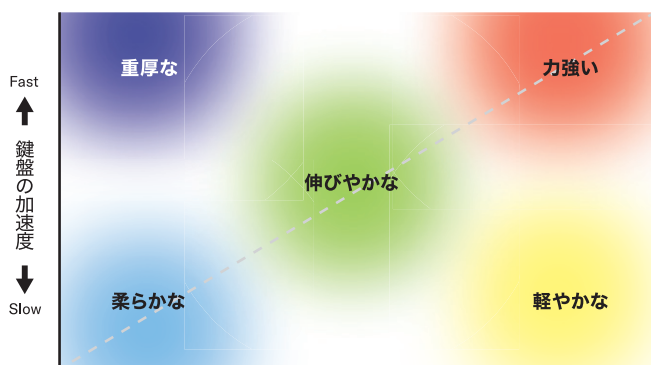 重厚な
力強い
Fast
鍵盤の加速度
伸びやかな
Slow
柔らかな
軽やかな